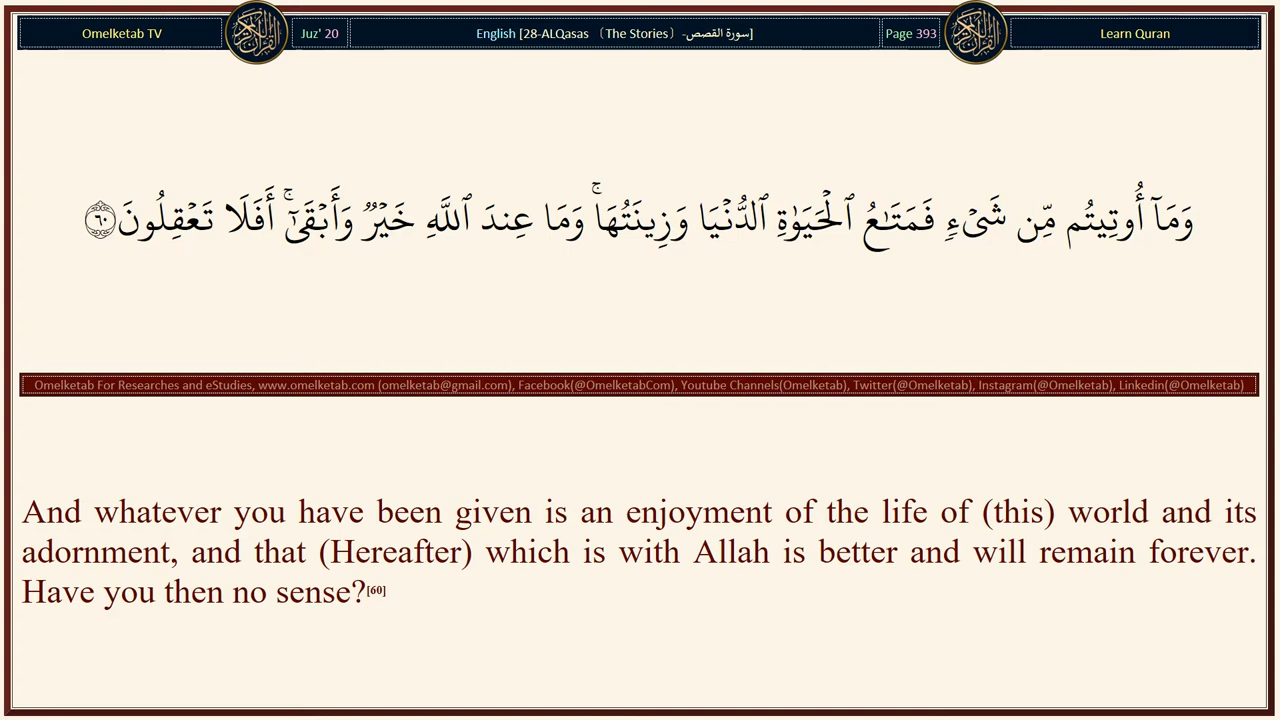 Omelketab TV
Juz' 20
English [28-ALQasas (The Stories) -سورة القصص]
Page 393
Learn Quran
وَمَآ أُوتِيتُم مِّن شَىْءٍۢ فَمَتَـٰعُ ٱلْحَيَوٰةِ ٱلدُّنْيَا وَزِينَتُهَا ۚ وَمَا عِندَ ٱللَّهِ خَيْرٌۭ وَأَبْقَىٰٓ ۚ أَفَلَا تَعْقِلُونَ ٦٠
Omelketab For Researches and eStudies, www.omelketab.com (omelketab@gmail.com), Facebook(@OmelketabCom), Youtube Channels(Omelketab), Twitter(@Omelketab), Instagram(@Omelketab), Linkedin(@Omelketab)
And whatever you have been given is an enjoyment of the life of (this) world and its
adornment, and that (Hereafter) which is with Allah is better and will remain forever.
Have you then no sense?[60]